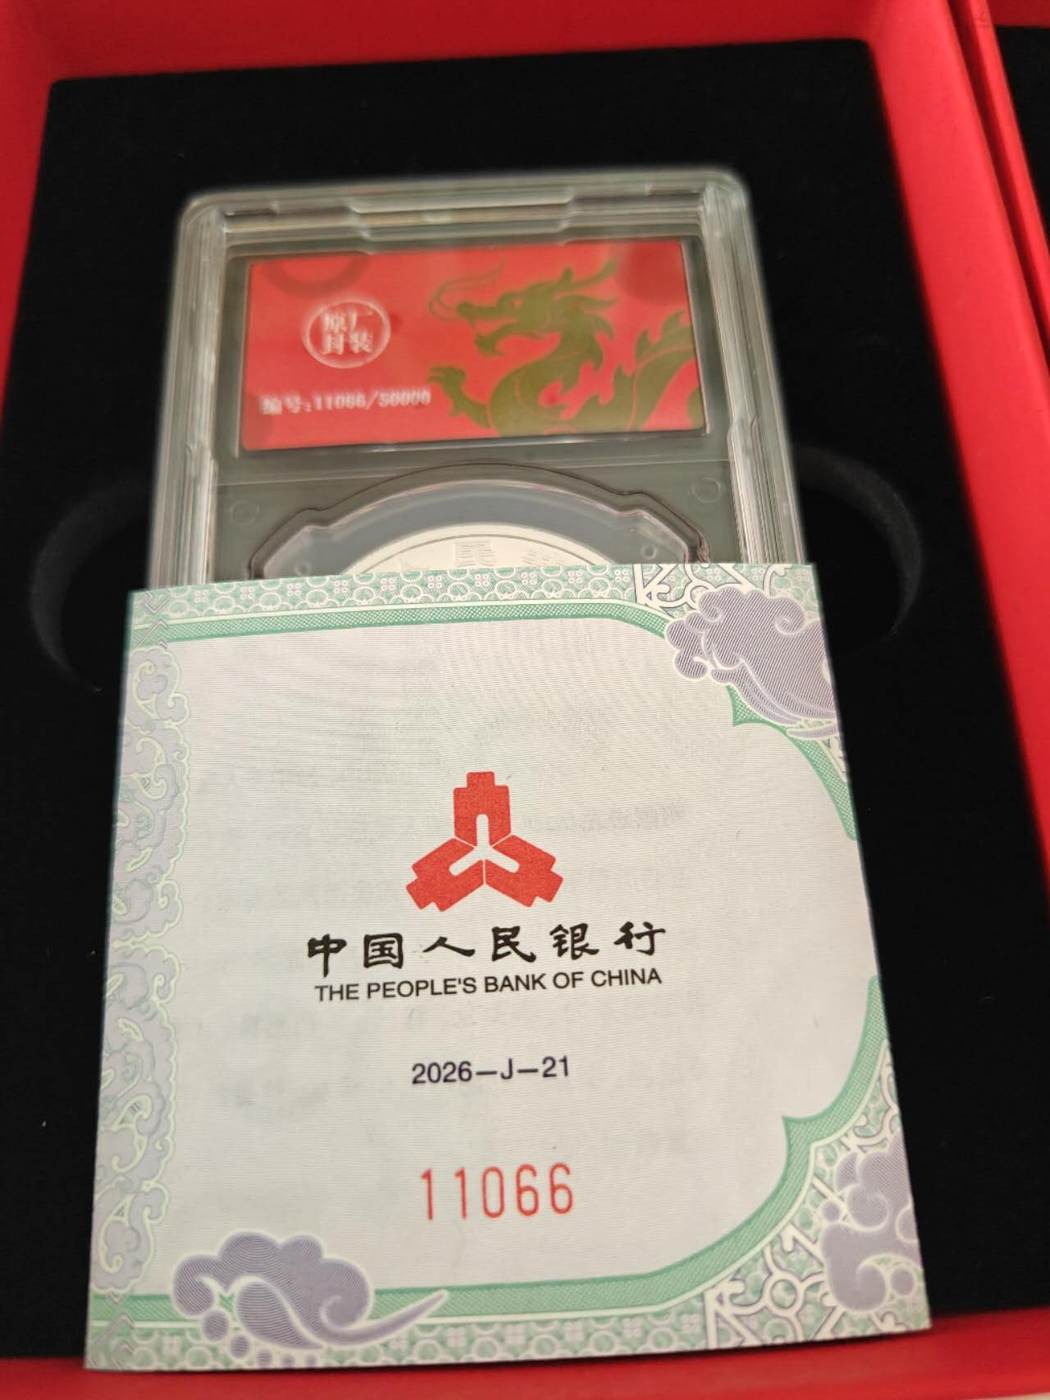 原厂
封装
编号:11066/50000
中国人民银行
THE PEOPLE'S BANK OF CHINA
2026—J—21
11066